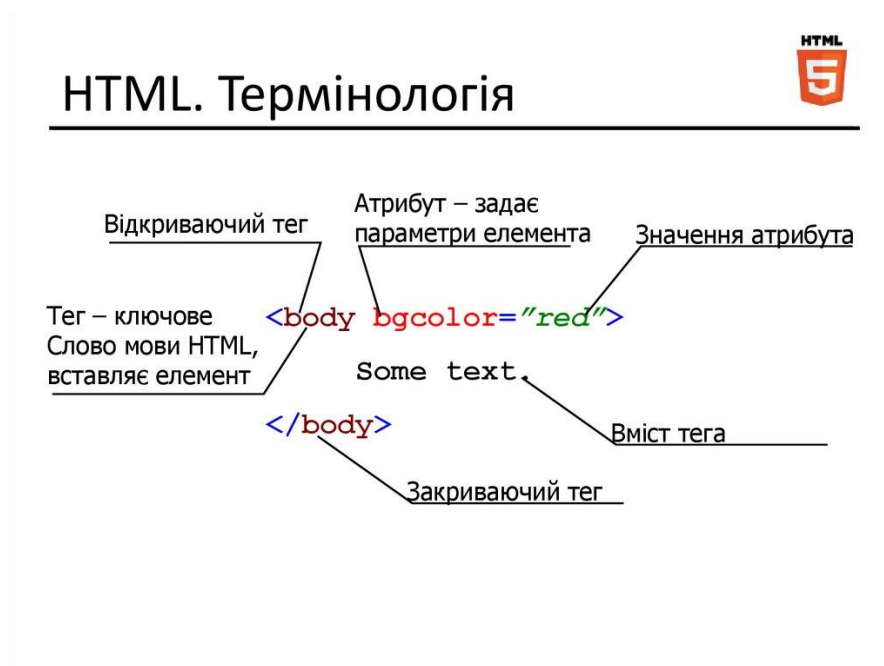 HTML
5
HTML. Термінологія
Відкриваючий тег
Атрибут – задає
параметри елемента
Значення атрибута
Тег – ключове
Слово мови HTML,
вставляє елемент
<body bgcolor=”red”>
Some text.
</body>
Вміст тега
Закриваючий тег